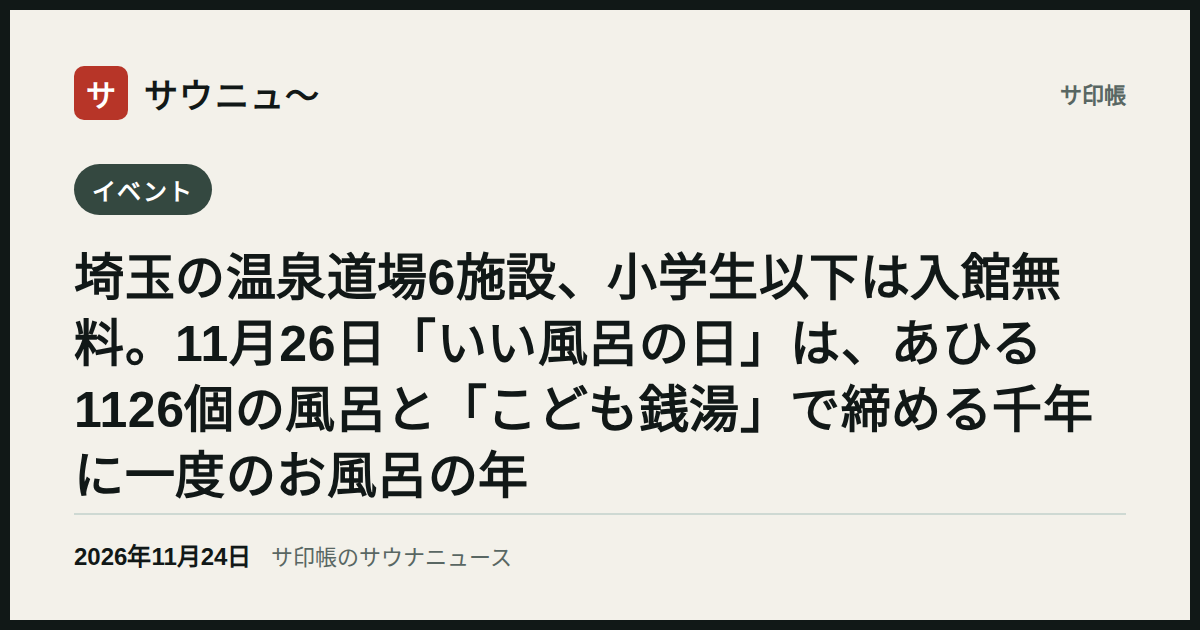 サ サウニュ〜
サ印帳
イベント
埼玉の温泉道場6施設、小学生以下は入館無
料。11月26日「いい風呂の日」は、あひる
1126個の風呂と「こども銭湯」で締める千年
に一度のお風呂の年
2026年11月24日 サ印帳のサウナニュース